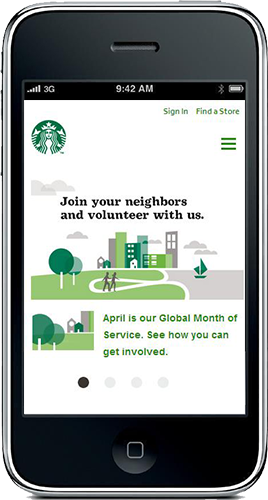 3G 9:42 AM
Sign In Find a Store
Join your neighbors
and volunteer with us.
April is our Global Month of
Service. See how you can
get involved.